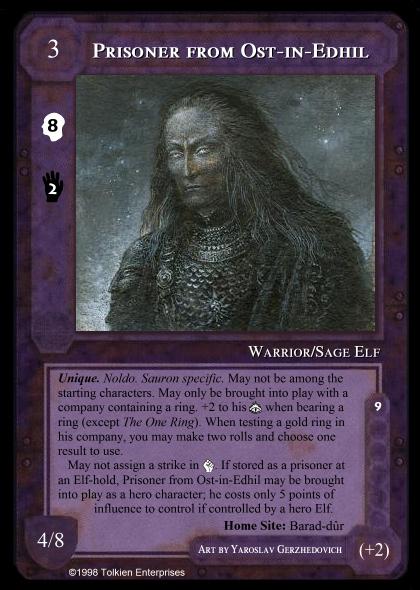 3
PRISONER FROM OST-IN-EDHIL
8
2
WARRIOR/SAGE ELF
Unique. Noldo. Sauron specific. May not be among the
starting characters. May only be brought into play with a
company containing a ring. +2 to his when bearing a
ring (except The One Ring). When testing a gold ring in
his company, you may make two rolls and choose one
result to use.
May not assign a strike in . If stored as a prisoner at
an Elf-hold, Prisoner from Ost-in-Edhil may be brought
into play as a hero character; he costs only 5 points of
influence to control if controlled by a hero Elf.
Home Site: Barad-dûr
9
4/8
ART BY YAROSLAV GERZHEDOVICH
(+2)
©1998 Tolkien Enterprises